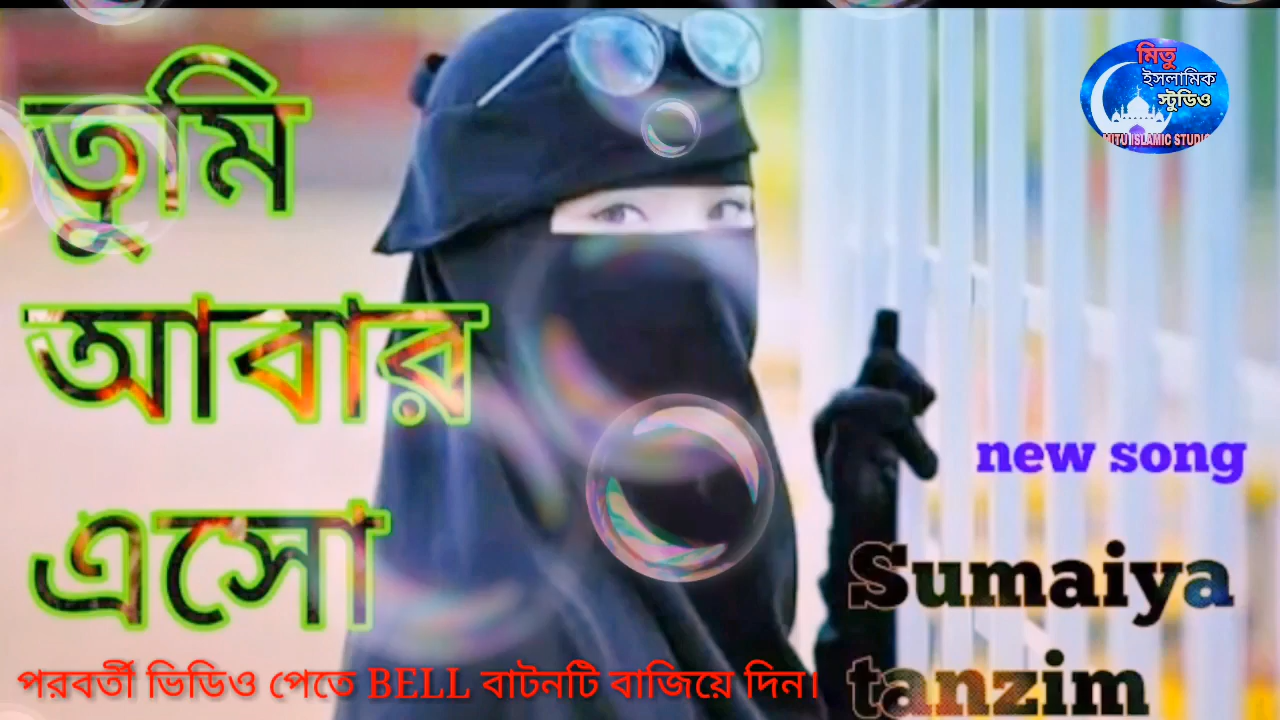 তুমি
আবার
এসো
মিতু
ইসলামিক
স্টুডিও
MITU ISLAMIC STUDIO
new song
Sumaiya
tanzim
পরবর্তী ভিডিও পেতে BELL বাটনটি বাজিয়ে দিন।